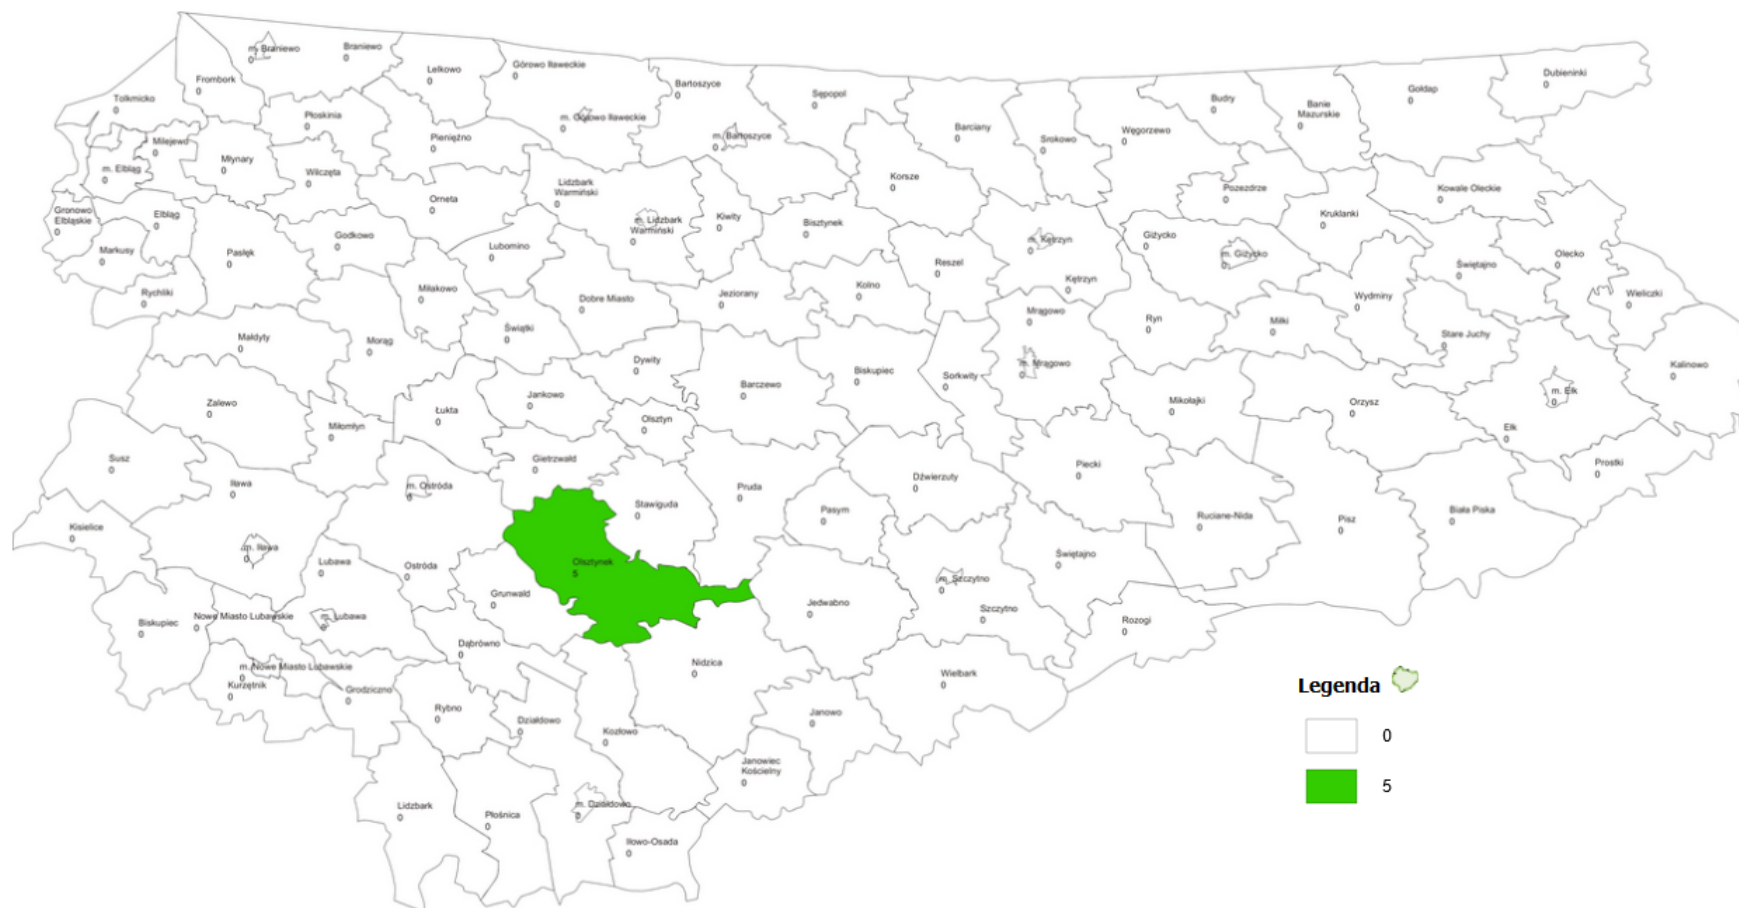 m. Braniewo
0
Braniewo
0
Lelkowo
0
Górowo Iławeckie
0
Frombork
0
Tolkmicko
0
Płoskinia
0
Bartoszyce
0
Sępopol
0
m. Górowo Iławeckie
0
m. Bartoszyce
0
Barciany
0
Srokowo
0
Węgorzewo
0
Budry
0
Banie
Mazurskie
0
Gołdap
0
Dubieninki
0
Milejewo
0
m. Elbląg
0
Młynary
0
Wilczęta
0
Pieniężno
0
Orneta
0
Lidzbark
Warmiński
0
m. Lidzbark
Warmiński
0
Kiwity
0
Bisztynek
0
Korsze
0
Pozezdrze
0
Kowale Oleckie
0
Kruklanki
0
Gronowo
Elbląskie
0
Elbląg
0
Markusy
0
Pasłęk
0
Godkowo
0
Lubomino
0
Reszel
0
m. Kętrzyn
0
Kętrzyn
0
Giżycko
0
m. Giżycko
0
Świętajno
0
Olecko
0
Wieliczki
0
Rychliki
0
Miłakowo
0
Dobre Miasto
0
Jeziorany
0
Kolno
0
Mrągowo
0
Ryn
0
Miłki
0
Wydminy
0
Stare Juchy
0
Kalinowo
0
Małdyty
0
Morąg
0
Świątki
0
Dywity
0
Barczewo
0
Biskupiec
0
Sorkwity
0
m. Mrągowo
0
Mikołajki
0
Orzysz
0
m. Ełk
0
Ełk
0
Prostki
0
Zalewo
0
Miłomłyn
0
Łukta
0
Jankowo
0
Olsztyn
0
Susz
0
Iława
0
m. Ostróda
0
Gietrzwałd
0
Stawiguda
0
Pruda
0
Pasym
0
Dźwierzuty
0
Piecki
0
Ruciane-Nida
0
Pisz
0
Biała Piska
0
Kisielice
0
m. Iława
0
Lubawa
0
Ostróda
0
Olsztynek
5
Grunwald
0
Jedwabno
0
m. Szczytno
0
Szczytno
0
Świętajno
0
Rozogi
0
Biskupiec
0
Nowe Miasto Lubawskie
0
m. Lubawa
0
Dąbrówno
0
Nidzica
0
Wielbark
0
m. Nowe Miasto Lubawskie
0
Kurzętnik
0
Grodziczno
0
Rybno
0
Działdowo
0
Kozłowo
0
Janowo
0
Janowiec
Kościelny
0
Lidzbark
0
Płośnica
0
m. Działdowo
0
Iłowo-Osada
0
Legenda
0
5